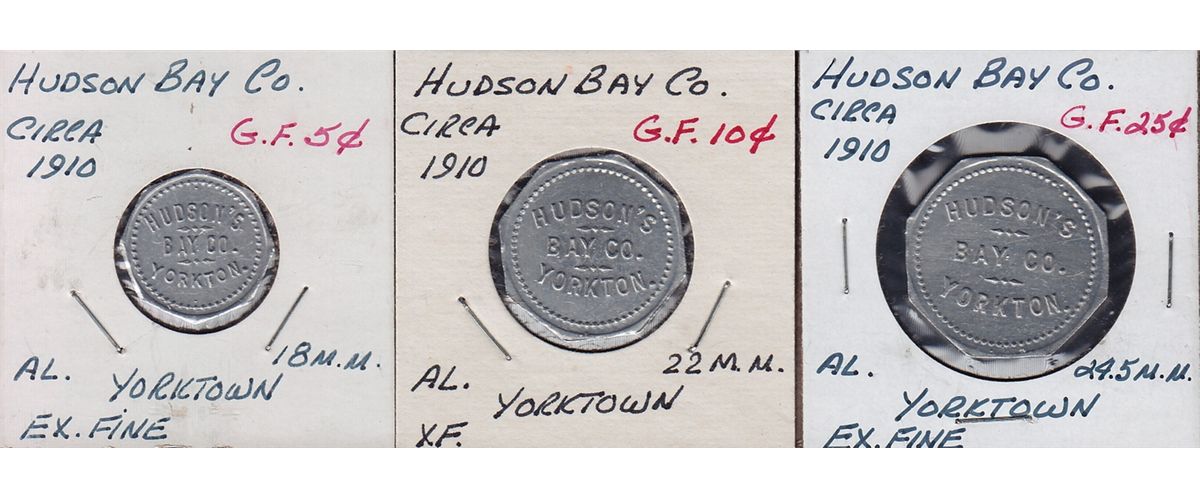 HUDSON BAY CO.
CIRCA
1910
G.F. 5¢
HUDSON'S
BAY CO.
YORKTON.
AL.
18 M.M.
YORKTOWN
EX. FINE
HUDSON BAY CO.
CIRCA
1910
G.F. 10¢
HUDSON'S
BAY CO.
YORKTON.
AL.
22 M.M.
YORKTOWN
XF.
HUDSON BAY CO.
CIRCA
1910
G.F. 25¢
HUDSON'S
BAY CO.
YORKTON.
AL.
24.5 M.M.
YORKTOWN
EX. FINE